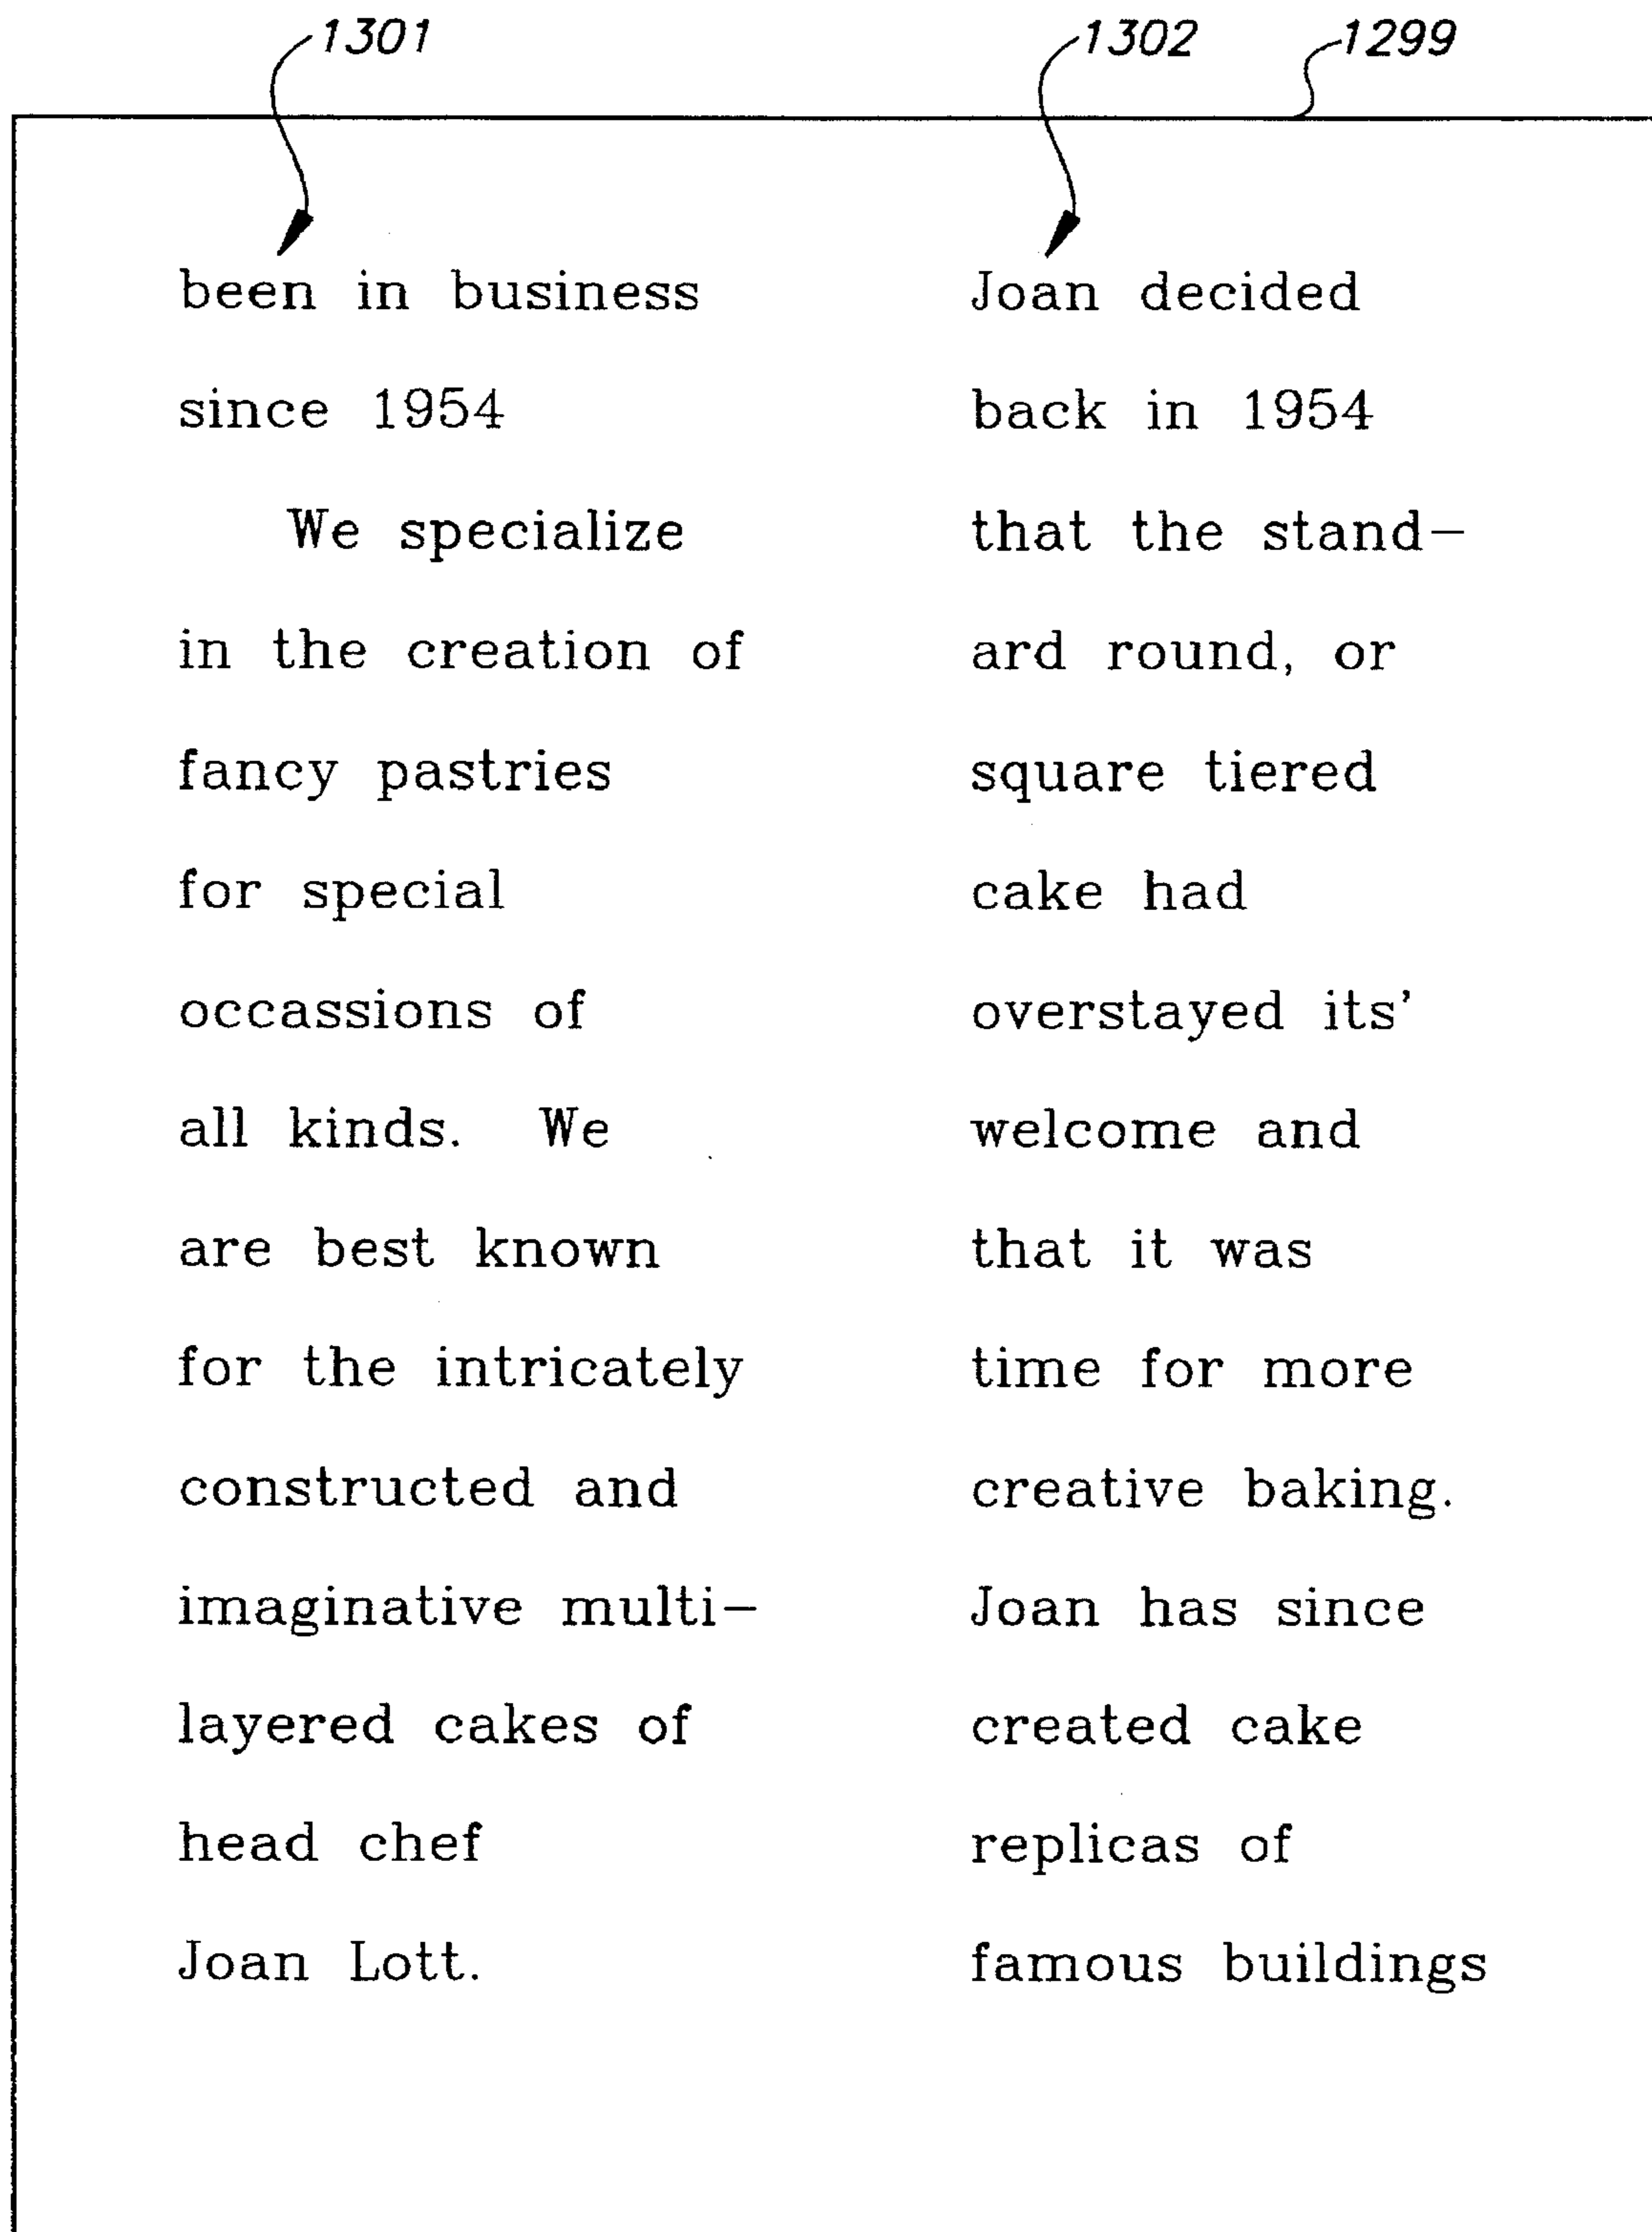 1301
1302
1299
been in business
since 1954
We specialize
in the creation of
fancy pastries
for special
occassions of
all kinds. We
are best known
for the intricately
constructed and
imaginative multi-
layered cakes of
head chef
Joan Lott.
Joan decided
back in 1954
that the stand-
ard round, or
square tiered
cake had
overstayed its'
welcome and
that it was
time for more
creative baking.
Joan has since
created cake
replicas of
famous buildings